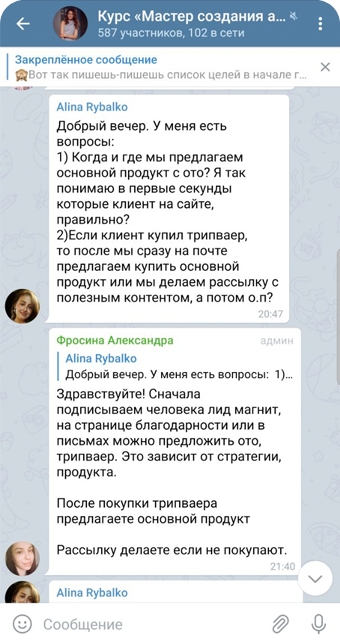 Курс «Мастер создания а...
587 участников, 102 в сети
Закреплённое сообщение
🙈Вот так пишешь-пишешь список целей в начале г...
Alina Rybalko
Добрый вечер. У меня есть
вопросы:
1) Когда и где мы предлагаем
основной продукт с ото? Я так
понимаю в первые секунды
которые клиент на сайте,
правильно?
2)Если клиент купил трипваер,
то после мы сразу на почте
предлагаем купить основной
продукт или мы делаем рассылку с
полезным контентом, а потом о.п?
20:47
Фросина Александра админ
Alina Rybalko
Добрый вечер. У меня есть вопросы: 1)...
Здравствуйте! Сначала
подписываем человека лид магнит,
на странице благодарности или в
письмах можно предложить ото,
трипваер. Это зависит от стратегии,
продукта.
После покупки трипваера
предлагаете основной продукт
Рассылку делаете если не покупают.
21:40
Alina Rybalko
Сообщение